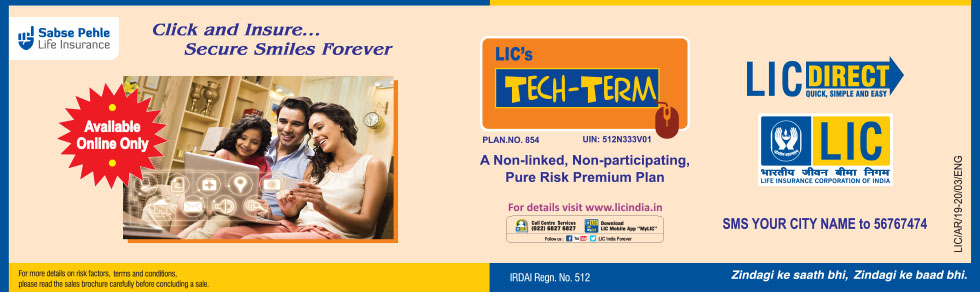 Sabse Pehle
Life Insurance
Click and Insure...
Secure Smiles Forever
Available
Online Only
LIC's
TECH-TERM
PLAN.NO. 854 UIN: 512N333V01
A Non-linked, Non-participating,
Pure Risk Premium Plan
For details visit www.licindia.in
Call Centre Services
(022) 6827 6827
Download
LIC Mobile App "MyLIC"
Follow us : LIC India Forever
LIC DIRECT
QUICK, SIMPLE AND EASY
LIC
भारतीय जीवन बीमा निगम
LIFE INSURANCE CORPORATION OF INDIA
SMS YOUR CITY NAME to 56767474
LIC/AR/19-20/03/ENG
For more details on risk factors, terms and conditions,
please read the sales brochure carefully before concluding a sale.
IRDAI Regn. No. 512
Zindagi ke saath bhi, Zindagi ke baad bhi.